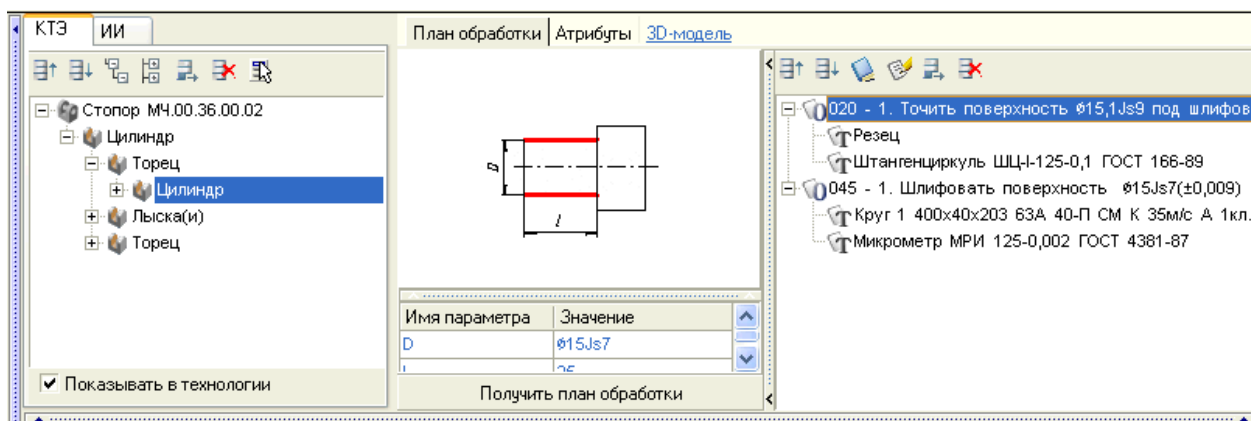 КТЭ
ИИ
План обработки
Атрибуты
3D-модель
Стопор МЧ.00.36.00.02
Цилиндр
Торец
Цилиндр
Лыска(и)
Торец
Показывать в технологии
D
l
Имя параметра
Значение
D
ø15Js7
Получить план обработки
020 - 1. Точить поверхность ø15,1Js9 под шлифов
Резец
Штангенциркуль ШЦ-I-125-0,1 ГОСТ 166-89
045 - 1. Шлифовать поверхность ø15Js7(±0,009)
Круг 1 400х40х203 63А 40-П СМ К 35м/с А 1кл.
Микрометр МРИ 125-0,002 ГОСТ 4381-87